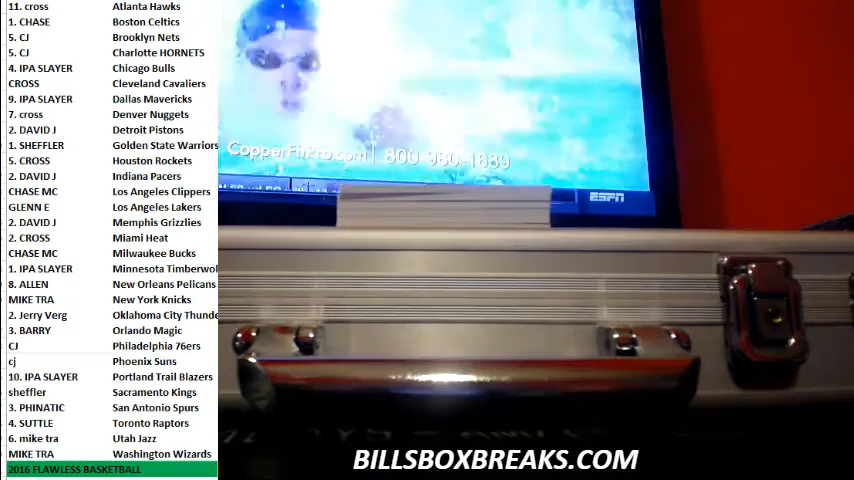 11. cross Atlanta Hawks
1. CHASE Boston Celtics
5. CJ Brooklyn Nets
5. CJ Charlotte HORNETS
4. IPA SLAYER Chicago Bulls
CROSS Cleveland Cavaliers
9. IPA SLAYER Dallas Mavericks
7. cross Denver Nuggets
2. DAVID J Detroit Pistons
1. SHEFFLER Golden State Warriors
5. CROSS Houston Rockets
2. DAVID J Indiana Pacers
CHASE MC Los Angeles Clippers
GLENN E Los Angeles Lakers
2. DAVID J Memphis Grizzlies
2. CROSS Miami Heat
CHASE MC Milwaukee Bucks
1. IPA SLAYER Minnesota Timberwol
8. ALLEN New Orleans Pelicans
MIKE TRA New York Knicks
2. Jerry Verg Oklahoma City Thunde
3. BARRY Orlando Magic
CJ Philadelphia 76ers
cj Phoenix Suns
10. IPA SLAYER Portland Trail Blazers
sheffler Sacramento Kings
3. PHINATIC San Antonio Spurs
4. SUTTLE Toronto Raptors
6. mike tra Utah Jazz
MIKE TRA Washington Wizards
2016 FLAWLESS BASKETBALL
CopperFitPro.com | 800-980-1689
ESPN
BILLSBOXBREAKS.COM